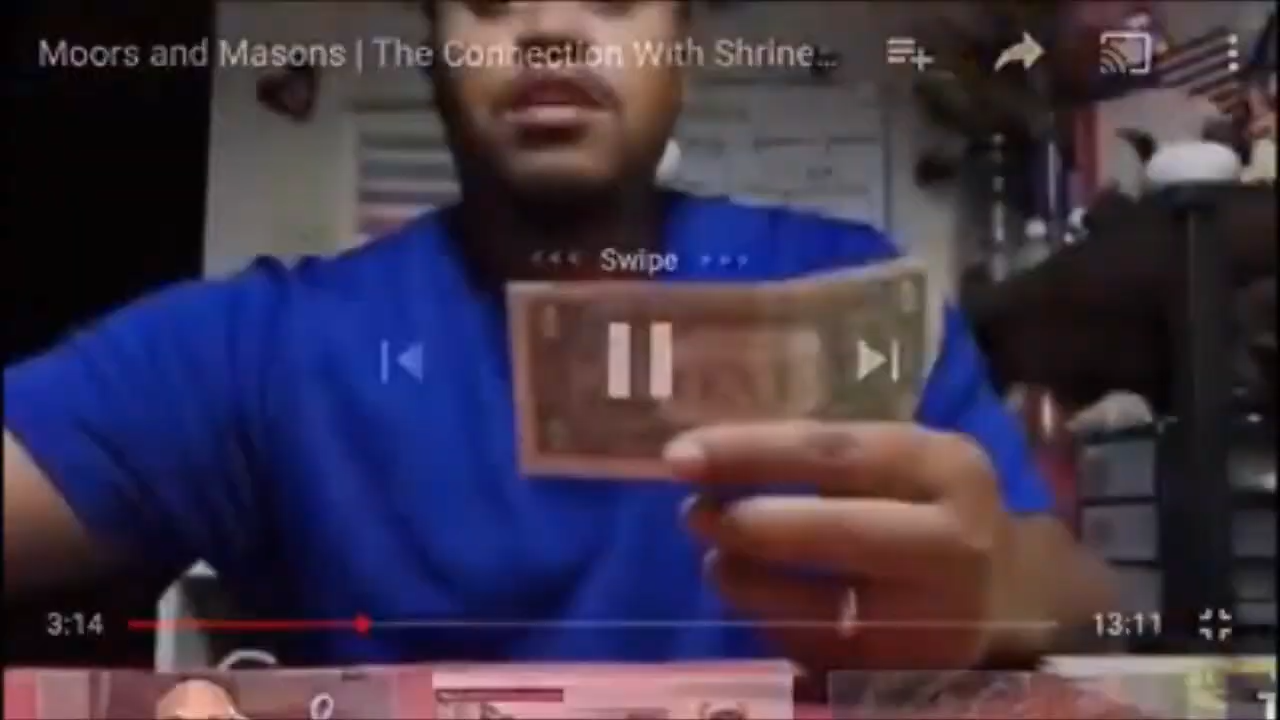 Moors and Masons | The Connection With Shrine...
<<< Swipe >>>
3:14
13:11